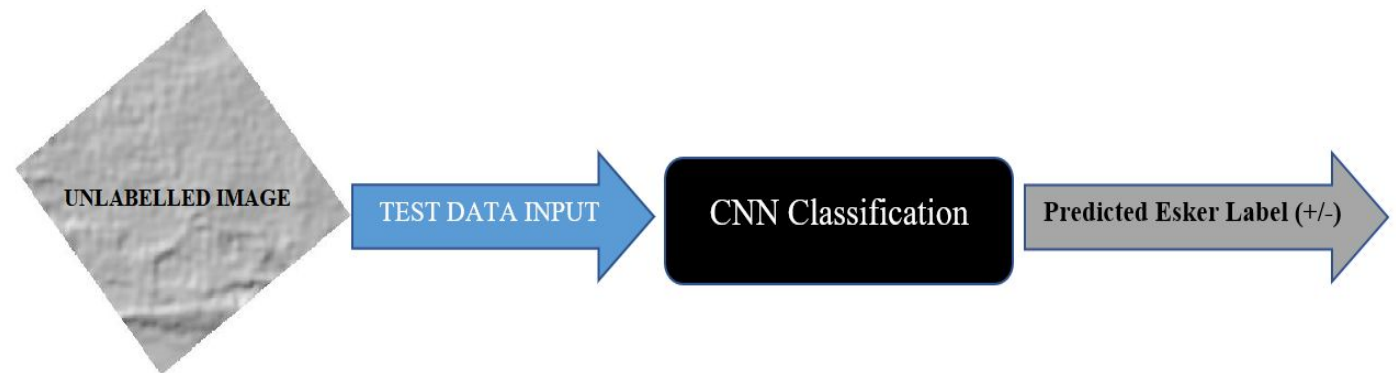 UNLABELLED IMAGE
TEST DATA INPUT
CNN Classification
Predicted Esker Label (+/-)